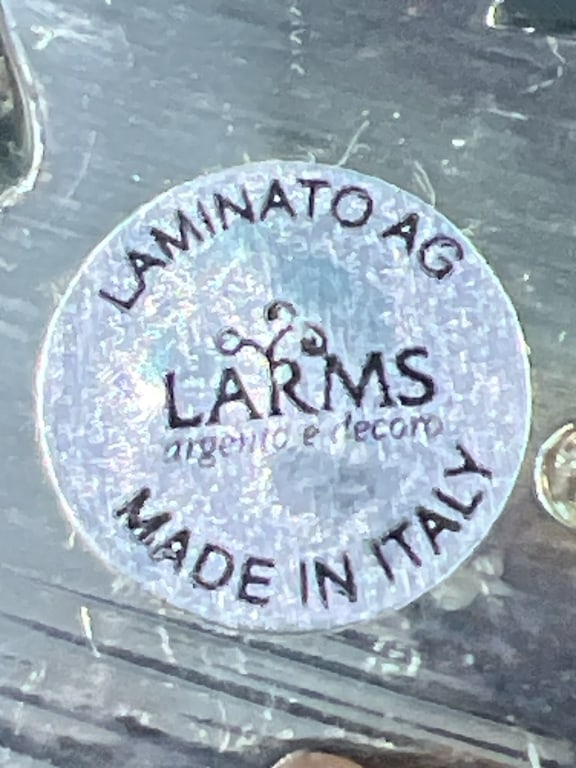 LAMINATO AG
LARMS
argento e decoro
MADE IN ITALY